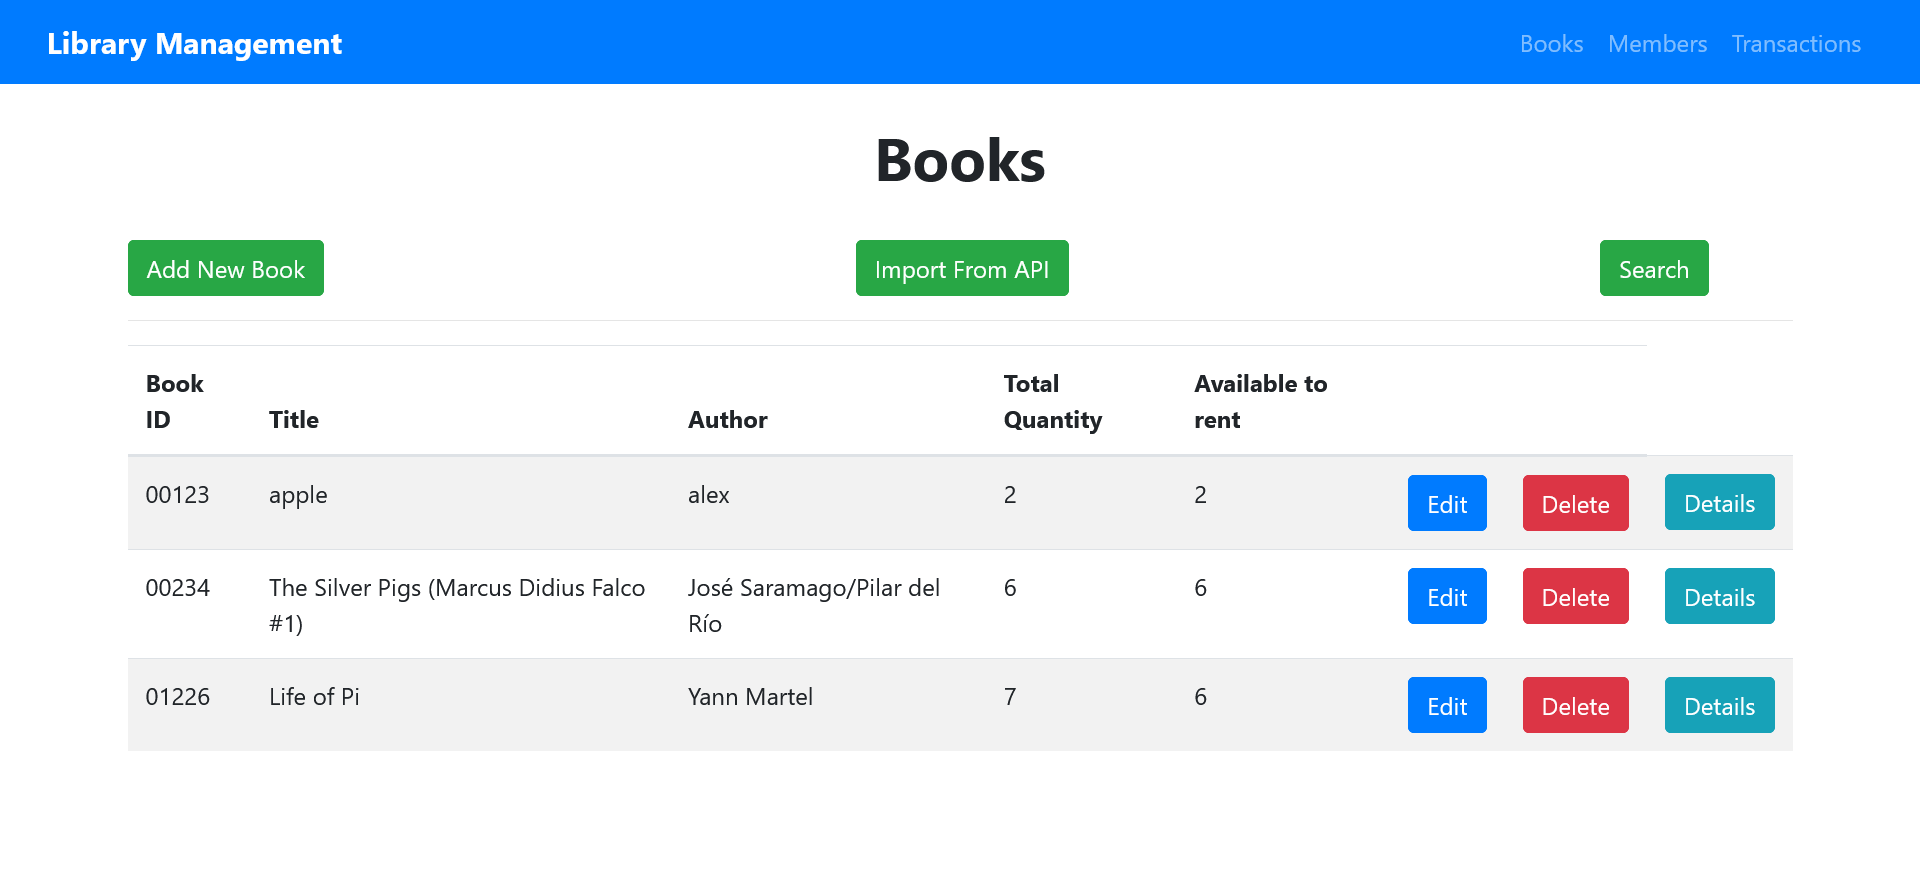 Library Management
Books Members Transactions
Books
Add New Book
Import From API
Search
Book ID
Title
Author
Total Quantity
Available to rent
00123 apple alex 2 2 Edit Delete Details
00234 The Silver Pigs (Marcus Didius Falco #1) José Saramago/Pilar del Río 6 6 Edit Delete Details
01226 Life of Pi Yann Martel 7 6 Edit Delete Details